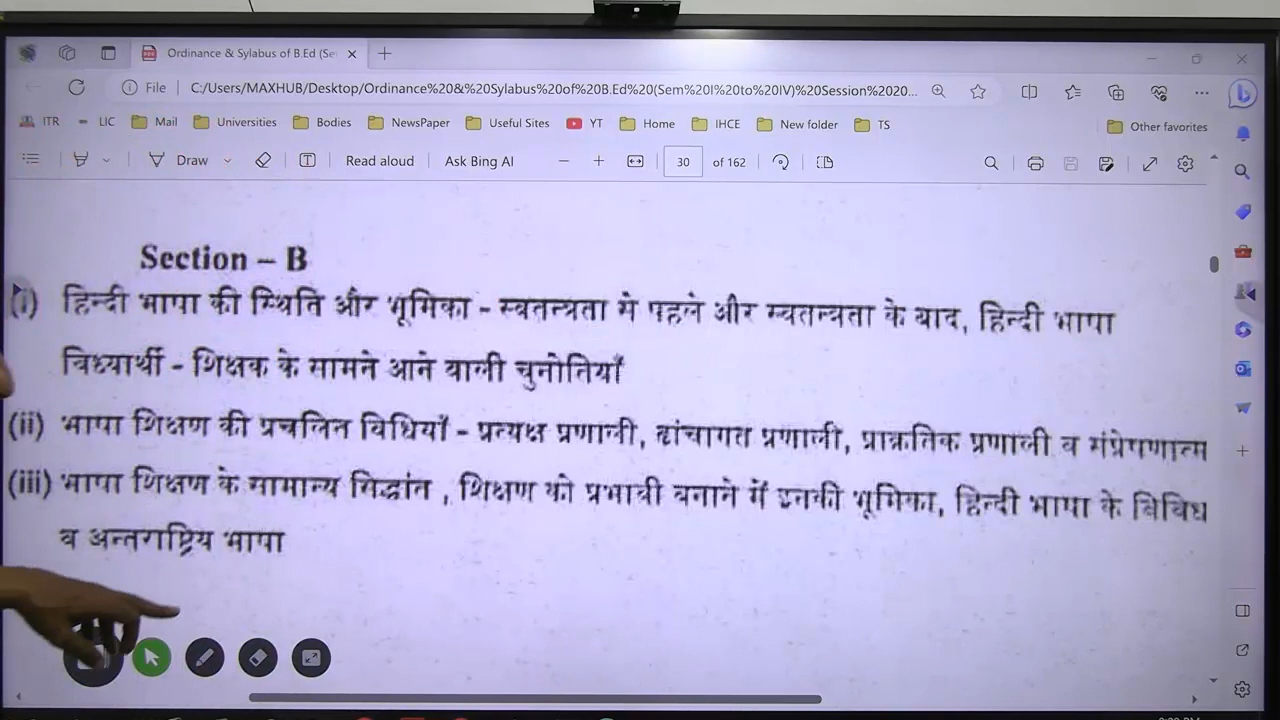 Ordinance & Sylabus of B.Ed (Se
File C:/Users/MAXHUB/Desktop/Ordinance%20&%20Sylabus%20of%20B.Ed%20(Sem%20I%20to%20IV)%20Session%2020...
ITR LIC Mail Universities Bodies NewsPaper Useful Sites YT Home IHCE New folder TS Other favorites
Draw Read aloud Ask Bing AI 30 of 162
Section – B
(i) हिन्दी भाषा की स्थिति और भूमिका - स्वतन्त्रता से पहले और स्वतन्त्रता के बाद, हिन्दी भाषा
विध्यार्थी - शिक्षक के सामने आने वाली चुनोतियाँ
(ii) भाषा शिक्षण की प्रचलित विधियाँ - प्रत्यक्ष प्रणाली, ढांचागत प्रणाली, प्राक्रतिक प्रणाली व संप्रेषणात्म
(iii) भाषा शिक्षण के सामान्य सिद्धांत , शिक्षण को प्रभावी बनाने में इनकी भूमिका, हिन्दी भाषा के विविध
व अन्तराष्ट्रिय भाषा